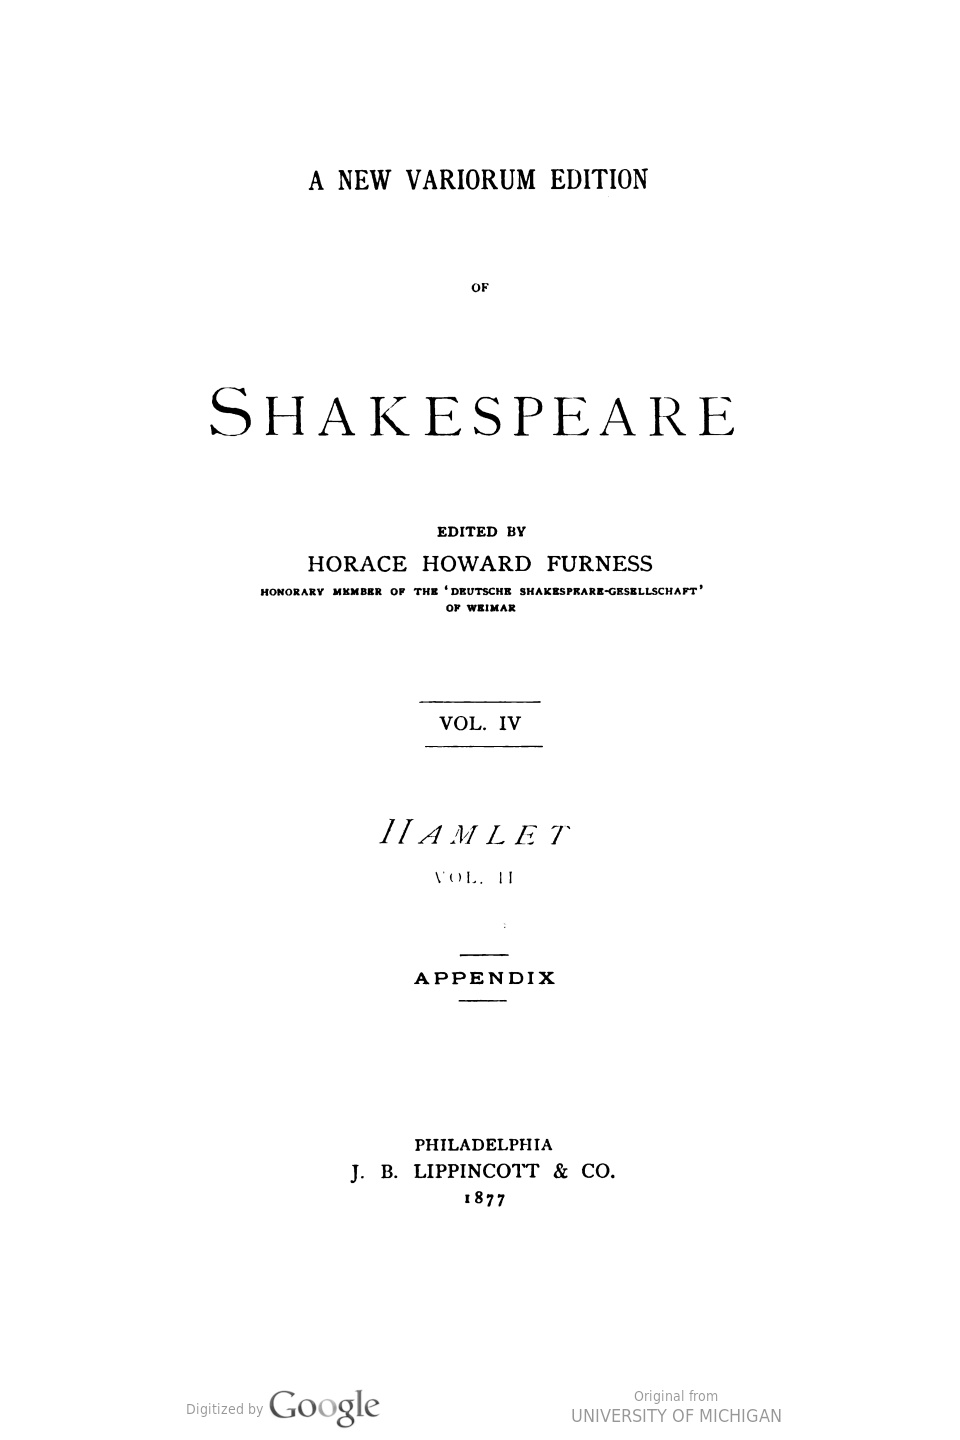 A NEW VARIORUM EDITION
OF
SHAKESPEARE
EDITED BY
HORACE HOWARD FURNESS
HONORARY MEMBER OF THE ‘DEUTSCHE SHAKESPEARE-GESELLSCHAFT’
OF WEIMAR
VOL. IV
HAMLET
VOL. II
APPENDIX
PHILADELPHIA
J. B. LIPPINCOTT & CO.
1877
Digitized by Google
Original from
UNIVERSITY OF MICHIGAN